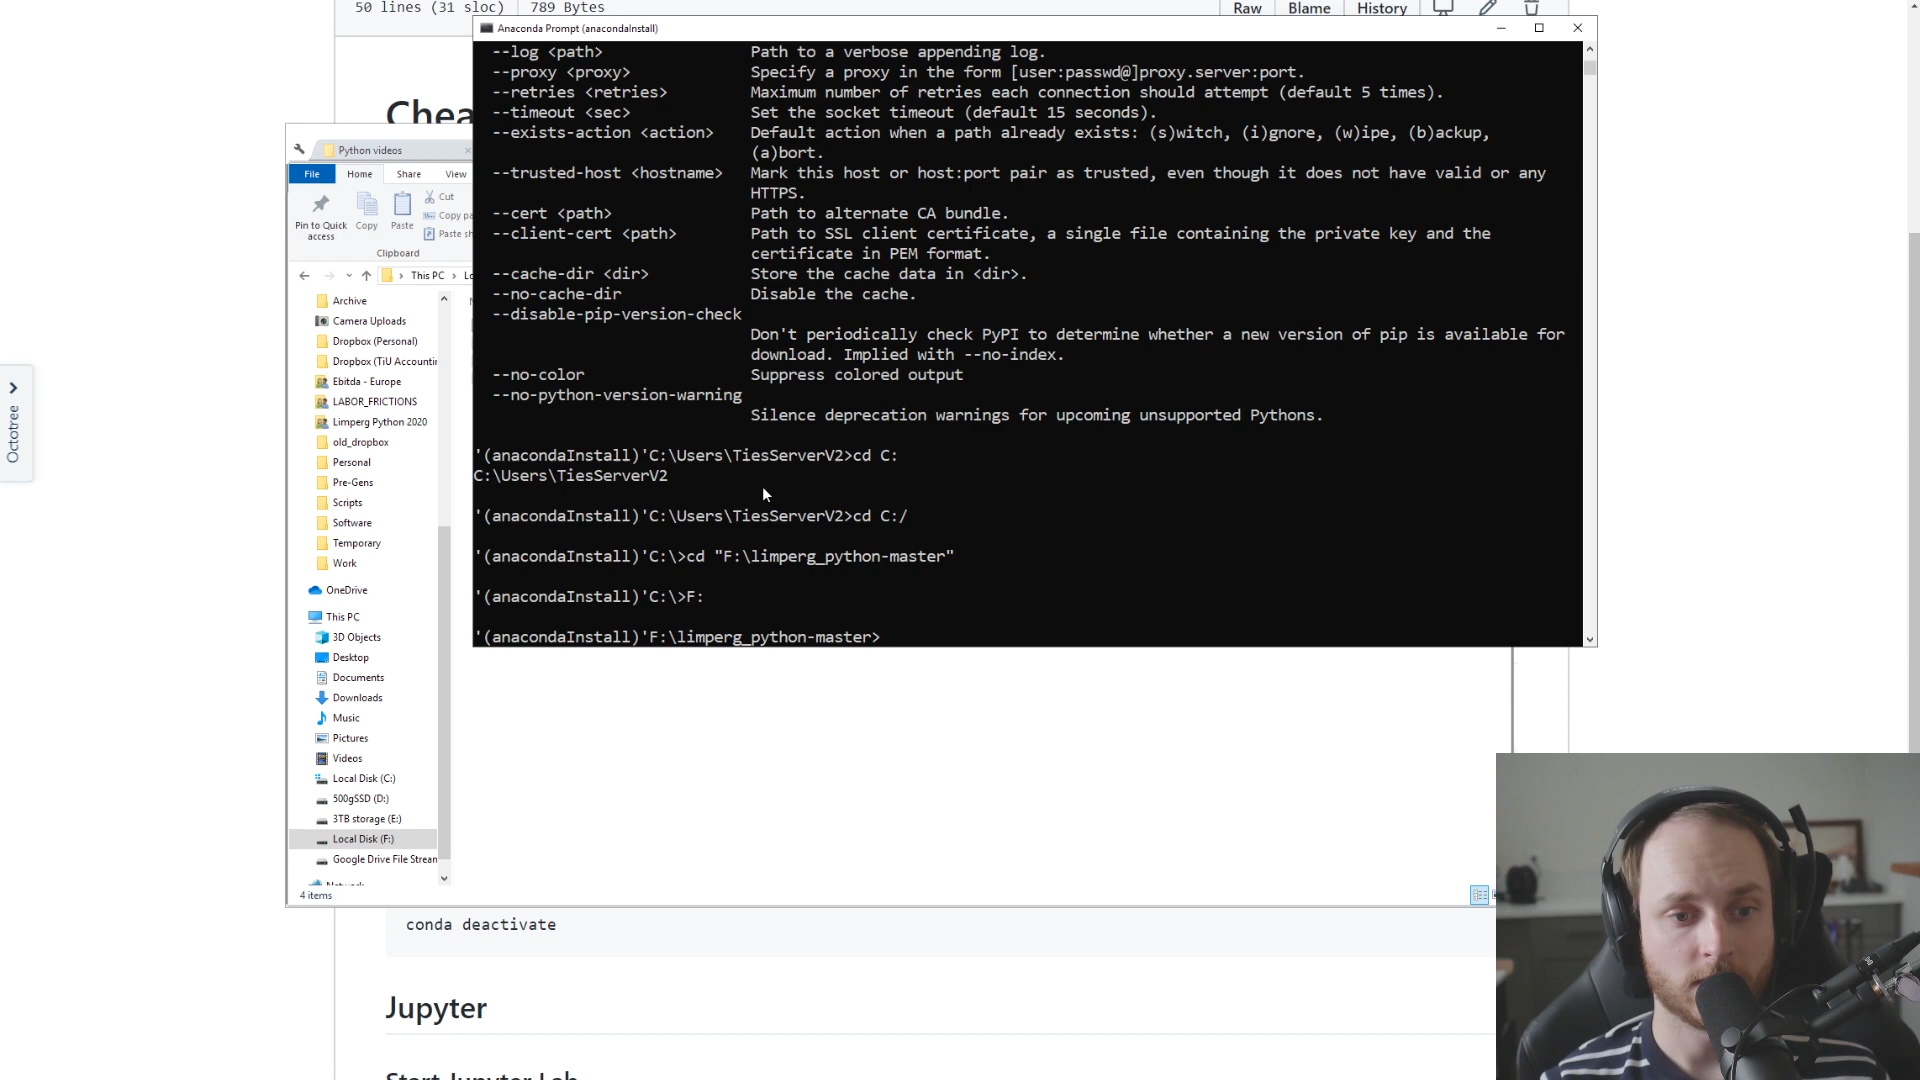 50 lines (31 sloc) 789 Bytes
Raw Blame History
Anaconda Prompt (anacondaInstall)
--log <path> Path to a verbose appending log.
--proxy <proxy> Specify a proxy in the form [user:passwd@]proxy.server:port.
--retries <retries> Maximum number of retries each connection should attempt (default 5 times).
--timeout <sec> Set the socket timeout (default 15 seconds).
--exists-action <action> Default action when a path already exists: (s)witch, (i)gnore, (w)ipe, (b)ackup,
(a)bort.
--trusted-host <hostname> Mark this host or host:port pair as trusted, even though it does not have valid or any
HTTPS.
--cert <path> Path to alternate CA bundle.
--client-cert <path> Path to SSL client certificate, a single file containing the private key and the
certificate in PEM format.
--cache-dir <dir> Store the cache data in <dir>.
--no-cache-dir Disable the cache.
--disable-pip-version-check
Don't periodically check PyPI to determine whether a new version of pip is available for
download. Implied with --no-index.
--no-color Suppress colored output
--no-python-version-warning
Silence deprecation warnings for upcoming unsupported Pythons.
'(anacondaInstall)'C:\Users\TiesServerV2>cd C:
C:\Users\TiesServerV2
'(anacondaInstall)'C:\Users\TiesServerV2>cd C:/
'(anacondaInstall)'C:\>cd "F:\limperg_python-master"
'(anacondaInstall)'C:\>F:
'(anacondaInstall)'F:\limperg_python-master>
Chea
Python videos
File Home Share View
Pin to Quick
access
Copy
Paste
Cut
Copy pa
Paste sh
Clipboard
This PC
Archive
Camera Uploads
Dropbox (Personal)
Dropbox (TiU Accountin
Ebitda - Europe
LABOR_FRICTIONS
Limperg Python 2020
old_dropbox
Personal
Pre-Gens
Scripts
Software
Temporary
Work
OneDrive
This PC
3D Objects
Desktop
Documents
Downloads
Music
Pictures
Videos
Local Disk (C:)
500gSSD (D:)
3TB storage (E:)
Local Disk (F:)
Google Drive File Stream
Network
4 items
Octotree
conda deactivate
Jupyter
Start Jupyter Lab